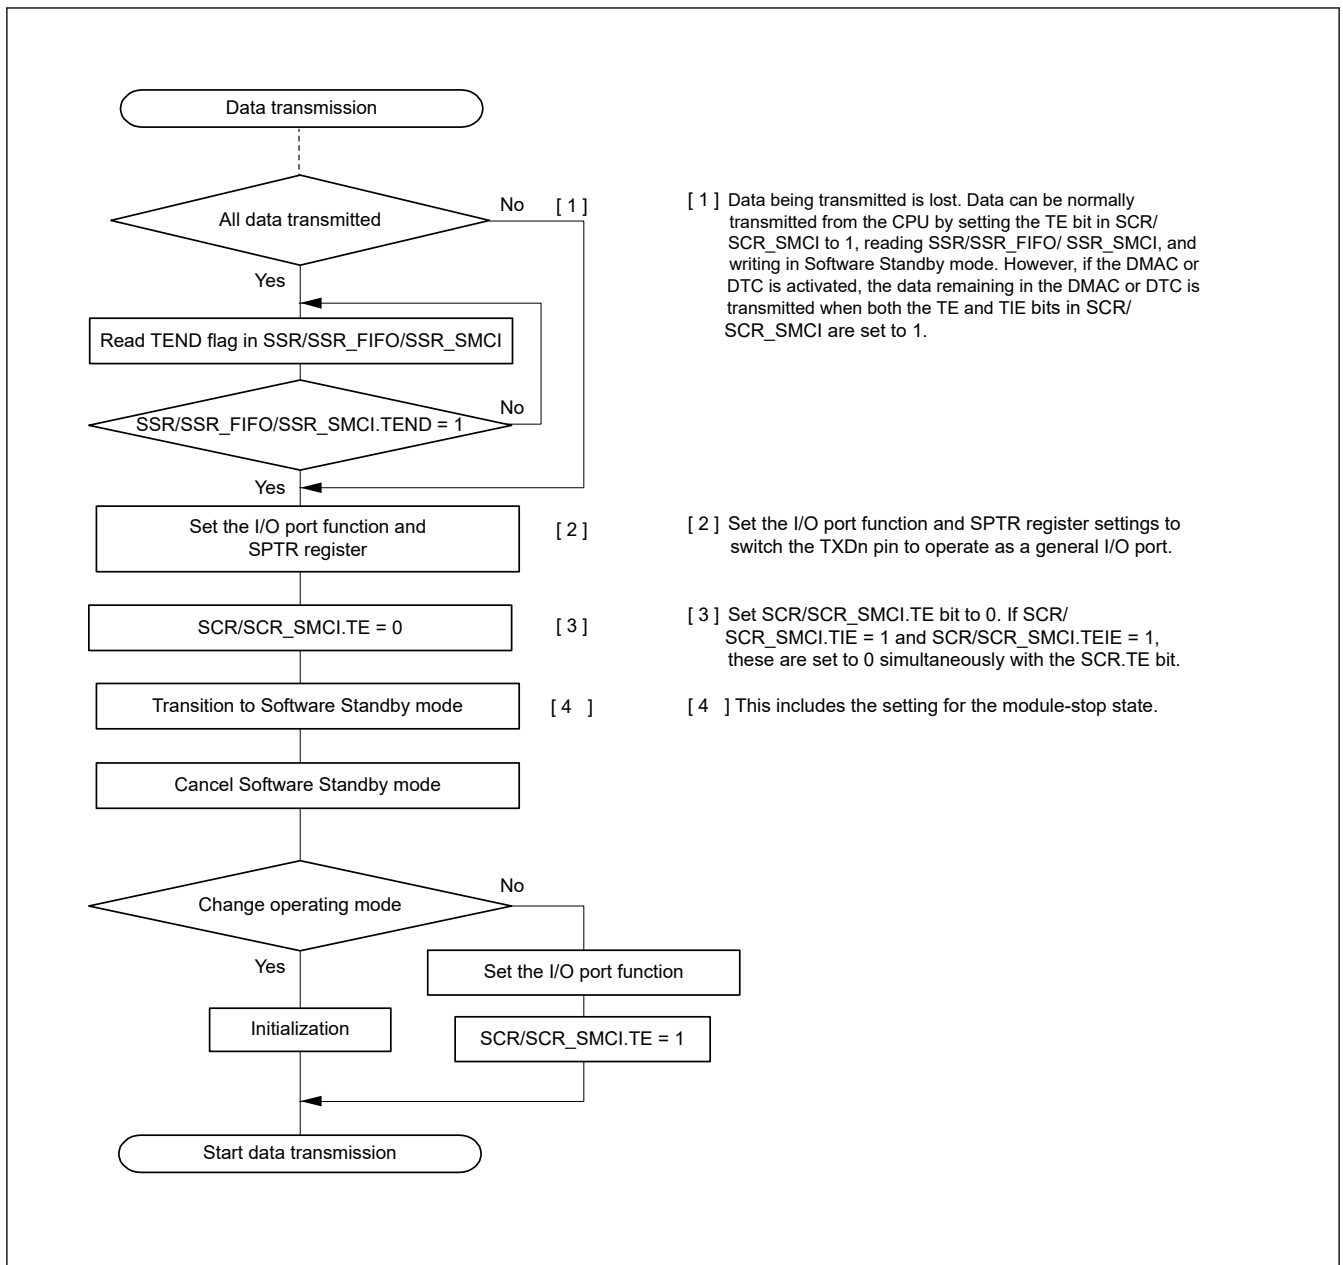 Data transmission
All data transmitted
No
[ 1 ]
Yes
[ 1 ] Data being transmitted is lost. Data can be normally
transmitted from the CPU by setting the TE bit in SCR/
SCR_SMCI to 1, reading SSR/SSR_FIFO/ SSR_SMCI, and
writing in Software Standby mode. However, if the DMAC or
DTC is activated, the data remaining in the DMAC or DTC is
transmitted when both the TE and TIE bits in SCR/
SCR_SMCI are set to 1.
Read TEND flag in SSR/SSR_FIFO/SSR_SMCI
SSR/SSR_FIFO/SSR_SMCI.TEND = 1
No
Yes
Set the I/O port function and
SPTR register
[ 2 ]
[ 2 ] Set the I/O port function and SPTR register settings to
switch the TXDn pin to operate as a general I/O port.
SCR/SCR_SMCI.TE = 0
[ 3 ]
[ 3 ] Set SCR/SCR_SMCI.TE bit to 0. If SCR/
SCR_SMCI.TIE = 1 and SCR/SCR_SMCI.TEIE = 1,
these are set to 0 simultaneously with the SCR.TE bit.
Transition to Software Standby mode
[ 4 ]
[ 4 ] This includes the setting for the module-stop state.
Cancel Software Standby mode
Change operating mode
No
Yes
Set the I/O port function
Initialization
SCR/SCR_SMCI.TE = 1
Start data transmission